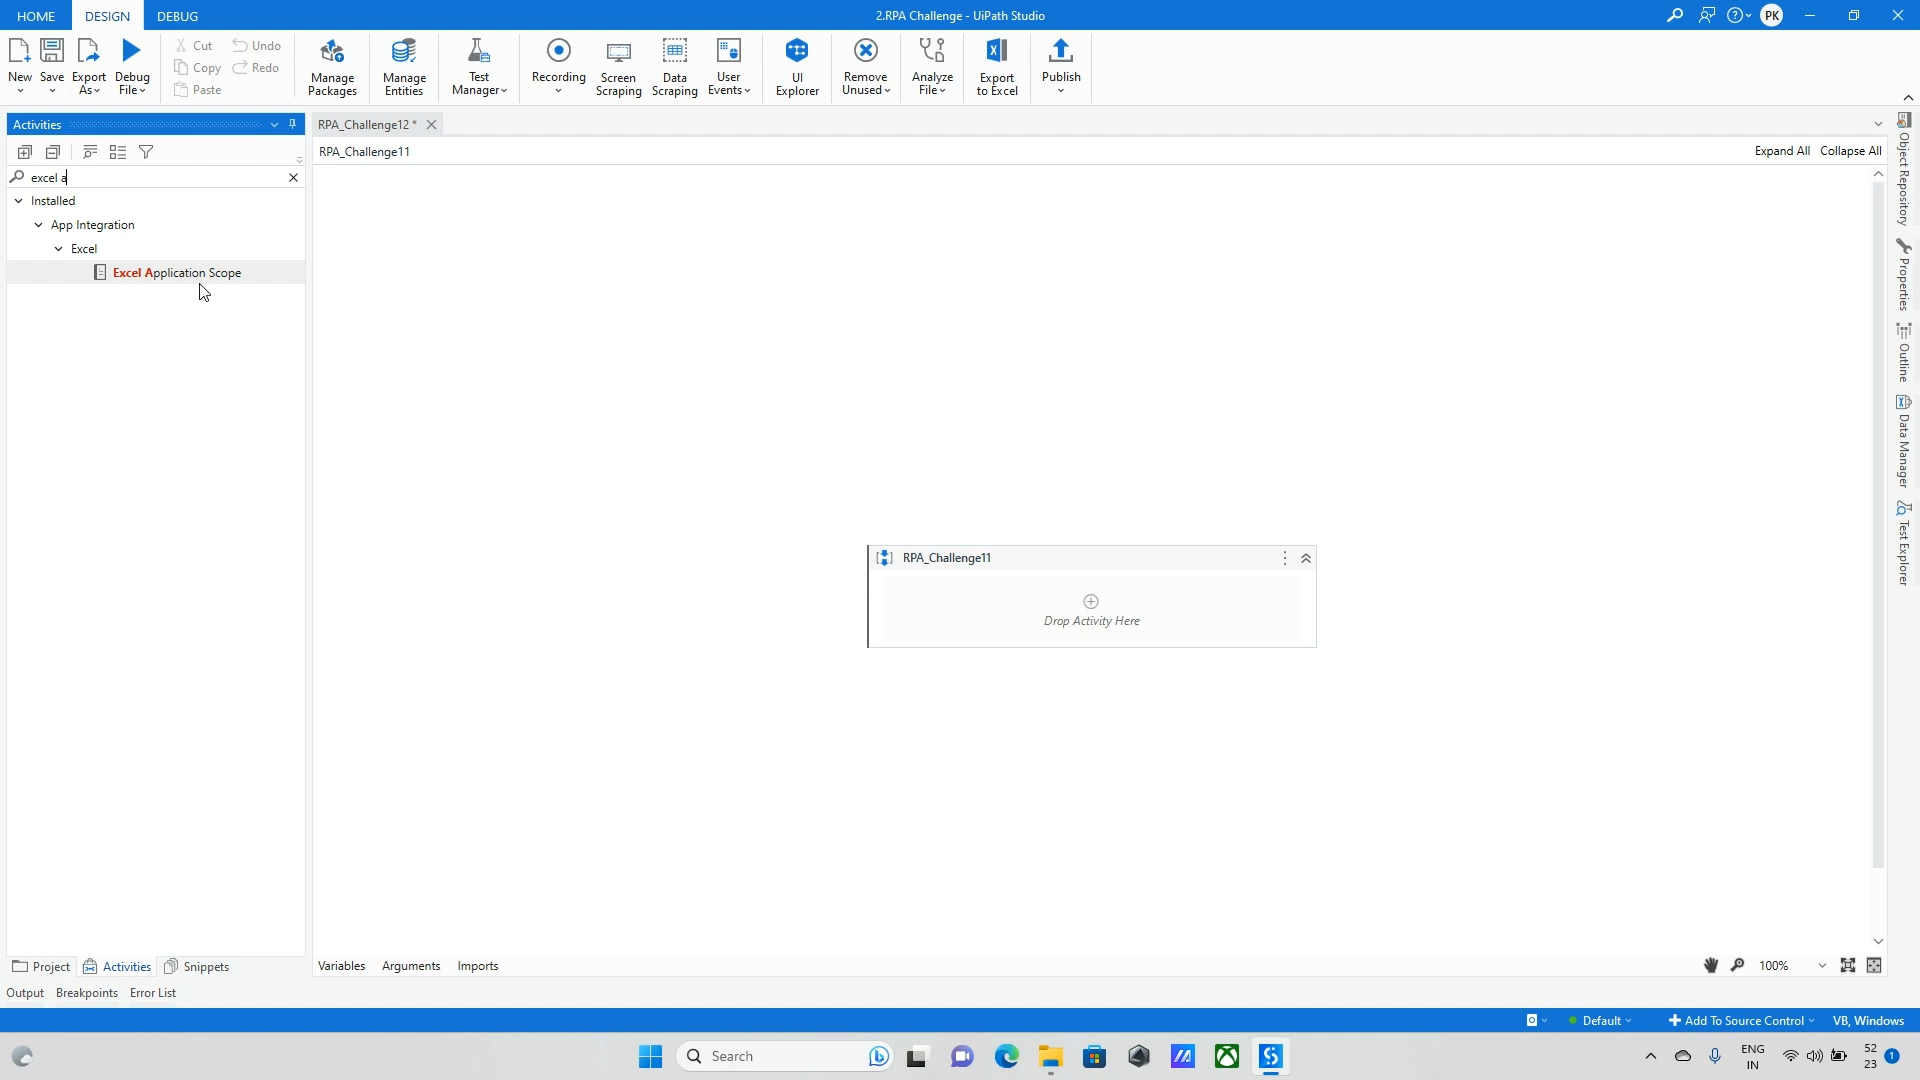 HOME DESIGN DEBUG 2.RPA Challenge - UiPath Studio PK
New Save Export As Debug File Cut Copy Paste Undo Redo Manage Packages Manage Entities Test Manager Recording Screen Scraping Data Scraping User Events UI Explorer Remove Unused Analyze File Export to Excel Publish
Activities
RPA_Challenge12 *
RPA_Challenge11 Expand All Collapse All
excel a
Installed
App Integration
Excel
Excel Application Scope
Object Repository
Properties
Outline
Data Manager
Test Explorer
RPA_Challenge11
Drop Activity Here
Project Activities Snippets
Variables Arguments Imports 100%
Output Breakpoints Error List
Default Add To Source Control VB, Windows
Search
ENG
IN
52
23
1